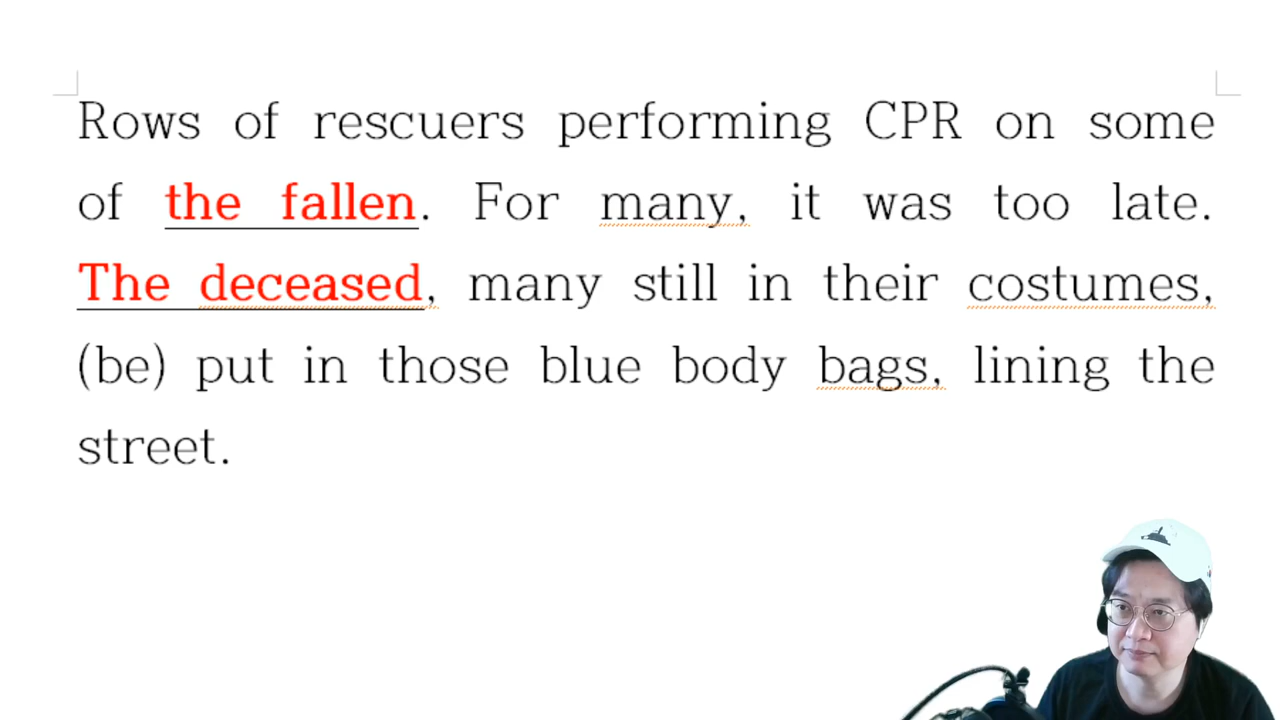 Rows of rescuers performing CPR on some
of the fallen. For many, it was too late.
The deceased, many still in their costumes,
(be) put in those blue body bags, lining the
street.